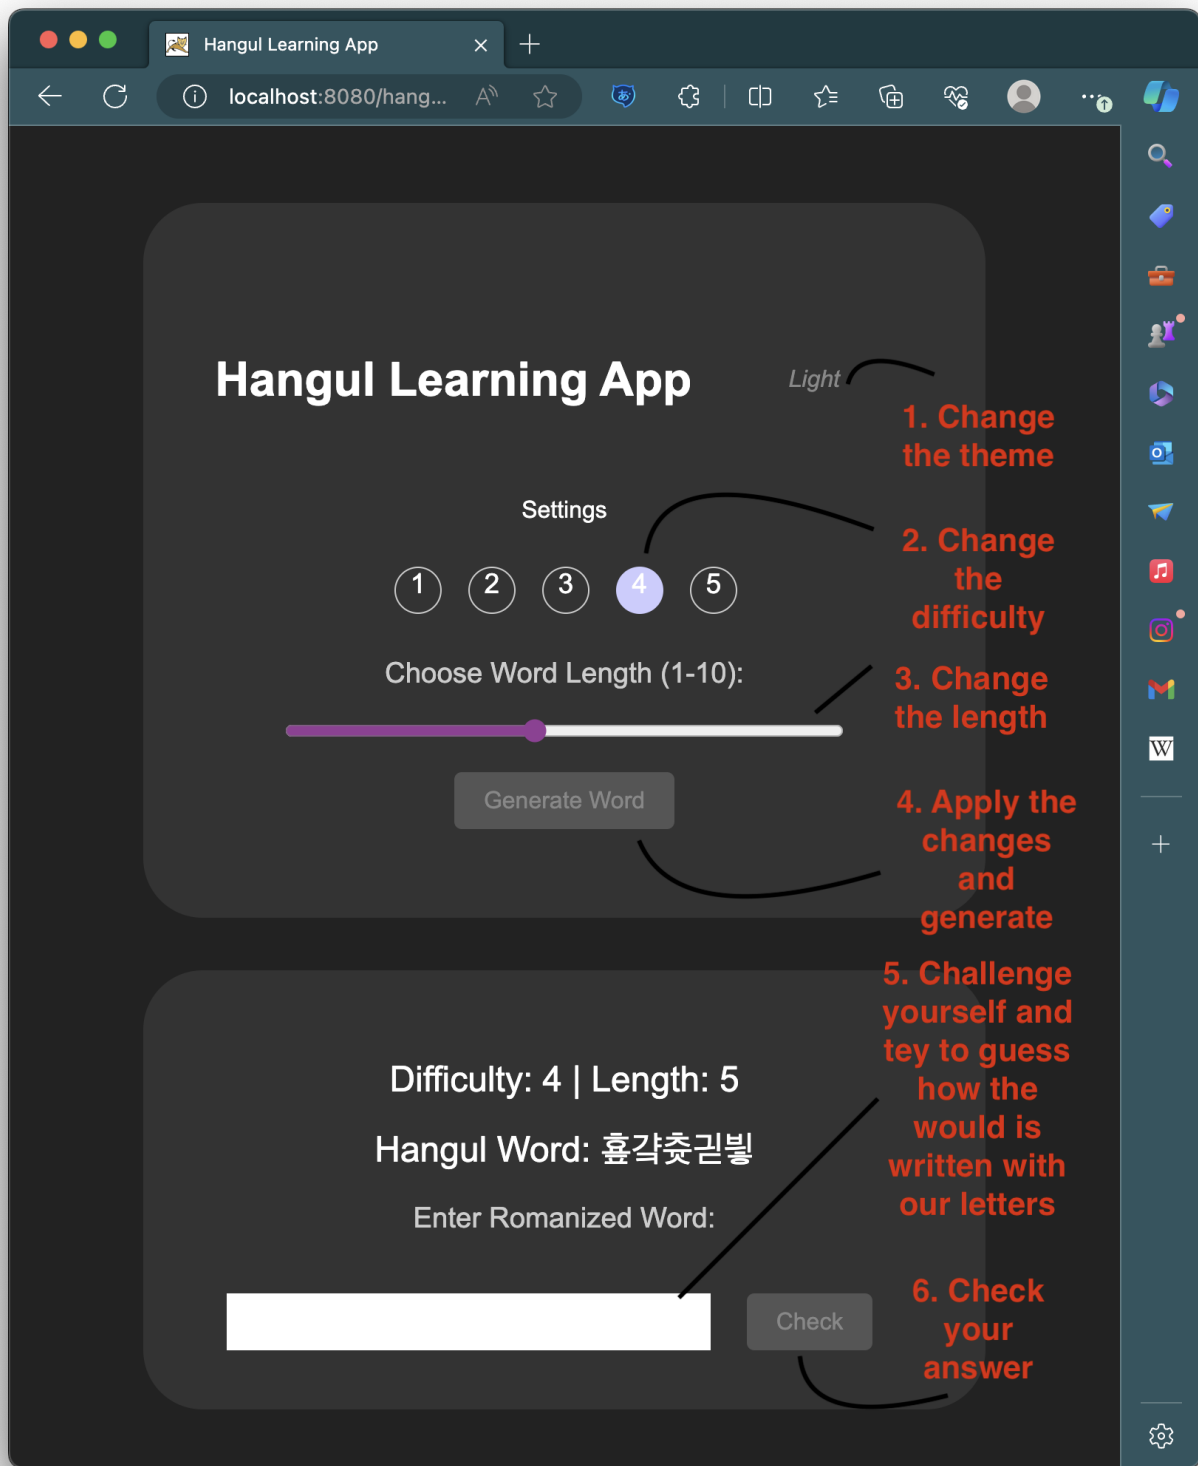 Hangul Learning App
localhost:8080/hang...
Hangul Learning App
Light
1. Change
the theme
Settings
2. Change
the
difficulty
1 2 3 4 5
Choose Word Length (1-10):
3. Change
the length
Generate Word
4. Apply the
changes
and
generate
5. Challenge
yourself and
tey to guess
how the
would is
written with
our letters
Difficulty: 4 | Length: 5
Hangul Word:
Enter Romanized Word:
Check
6. Check
your
answer